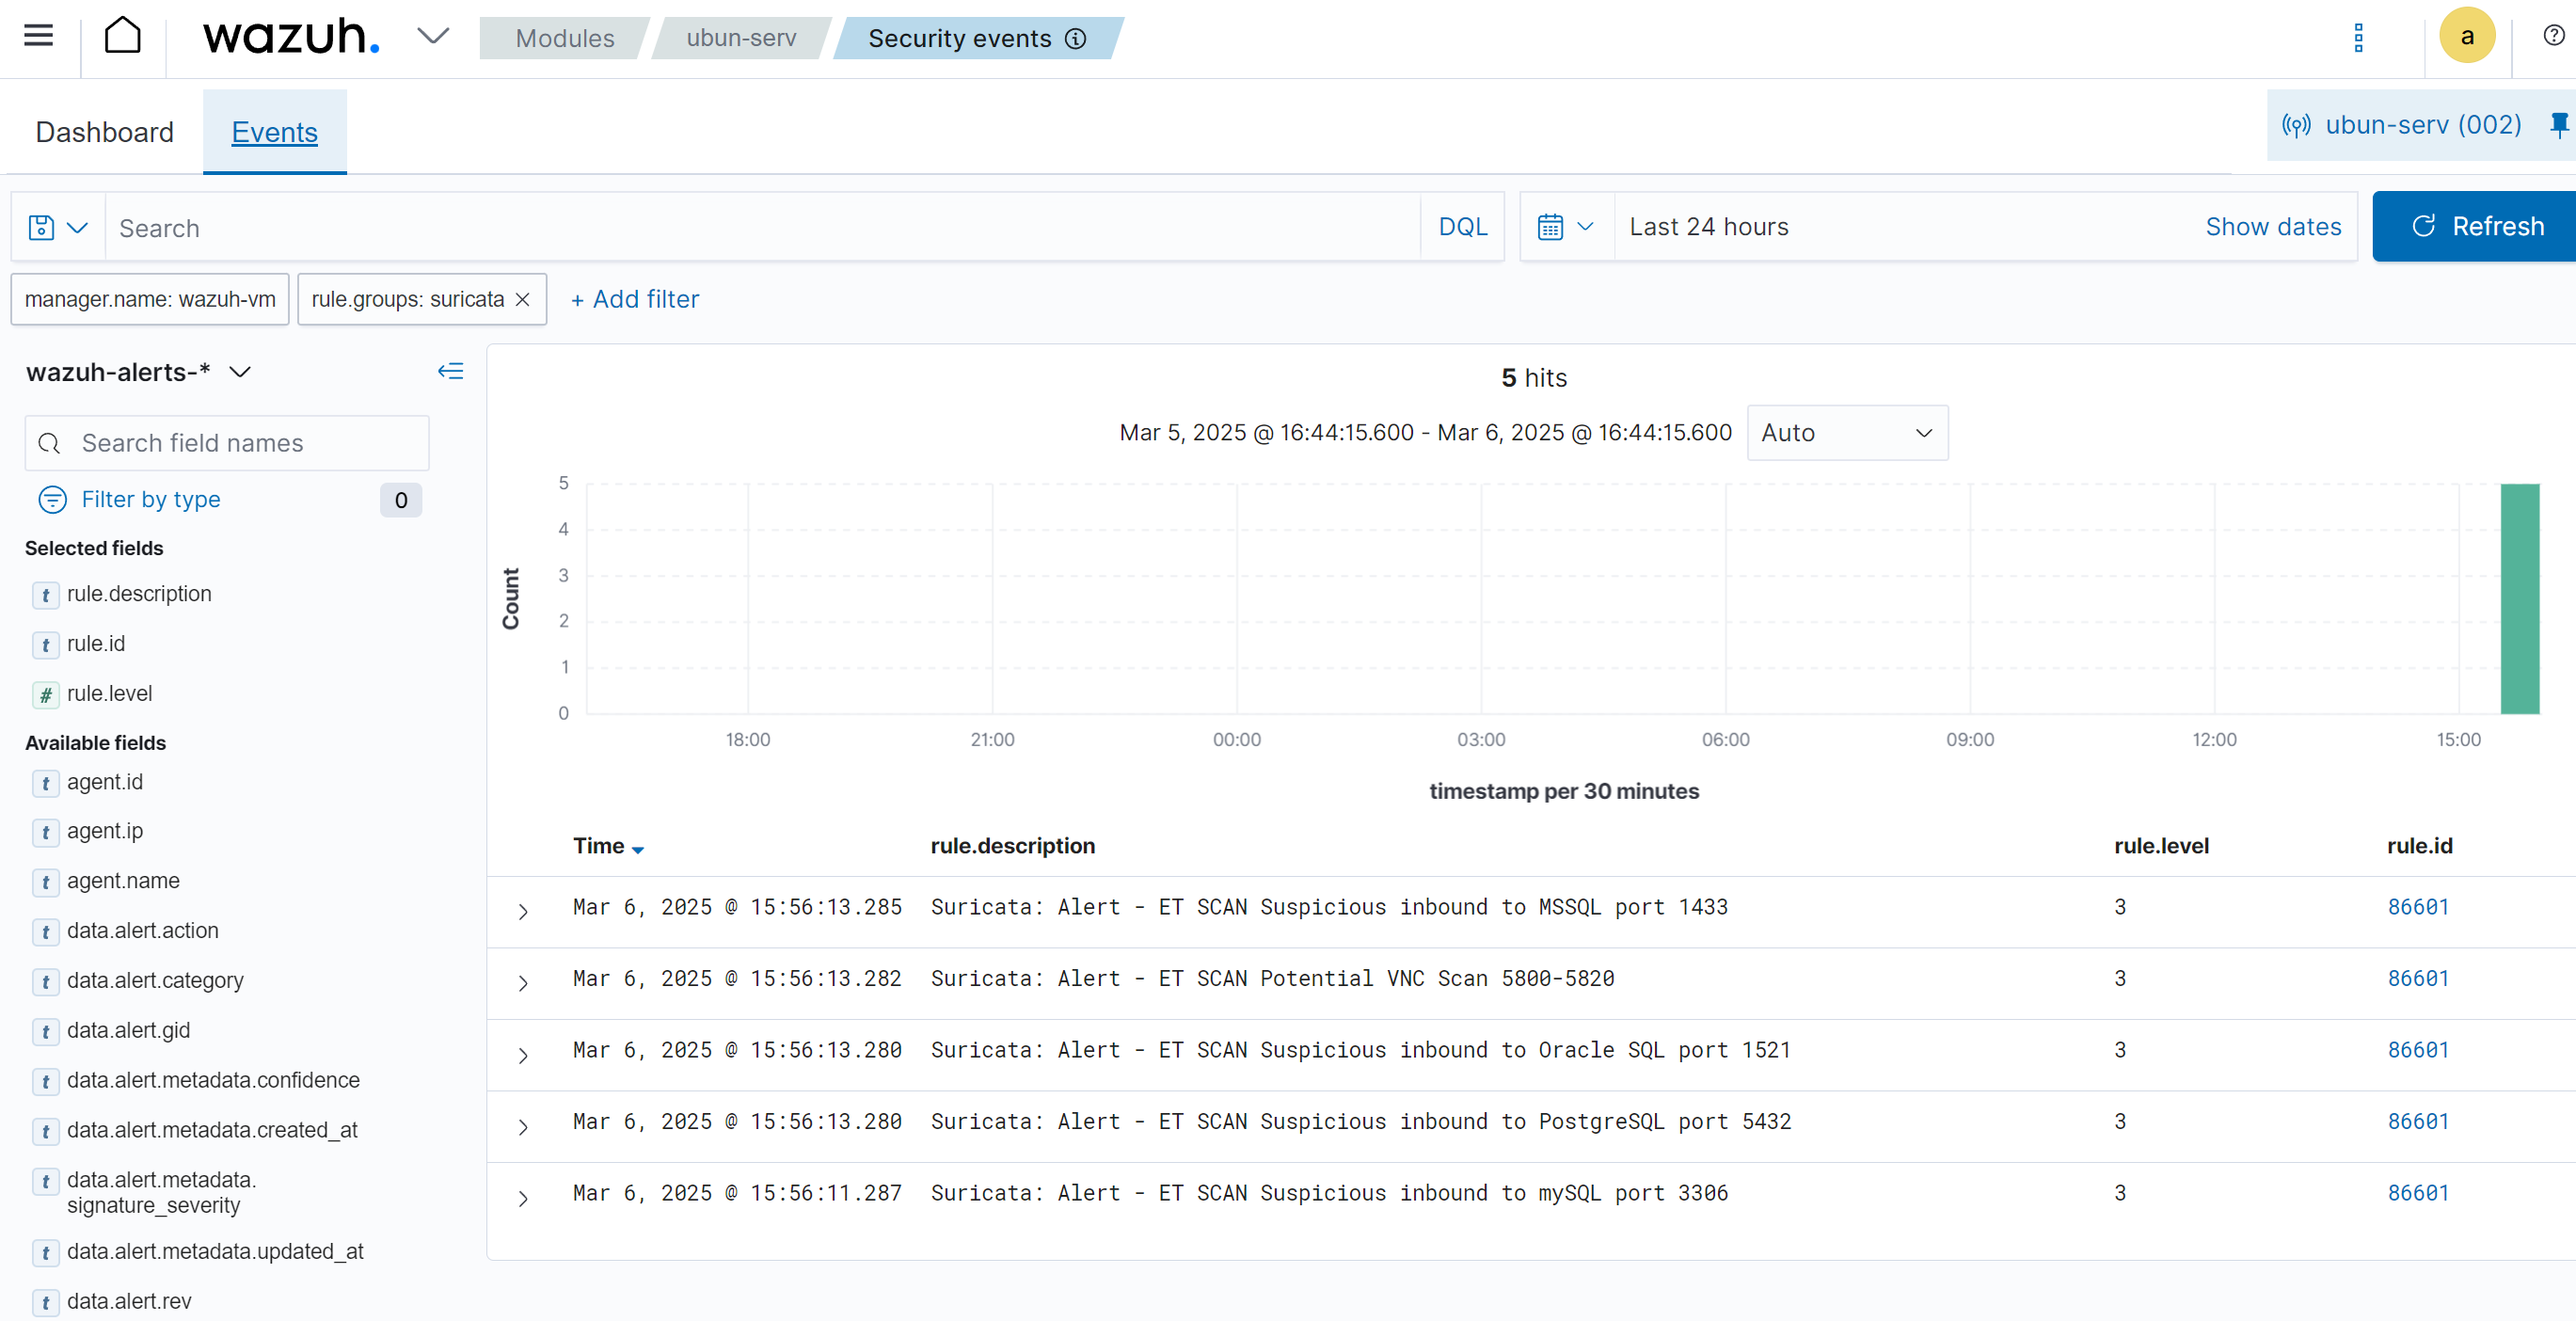 wazuh.
Modules
ubun-serv
Security events
a
Dashboard
Events
ubun-serv (002)
Search
DQL
Last 24 hours
Show dates
Refresh
manager.name: wazuh-vm
rule.groups: suricata
+ Add filter
wazuh-alerts-*
Search field names
Filter by type
0
Selected fields
t rule.description
t rule.id
# rule.level
Available fields
t agent.id
t agent.ip
t agent.name
t data.alert.action
t data.alert.category
t data.alert.gid
t data.alert.metadata.confidence
t data.alert.metadata.created_at
t data.alert.metadata.
signature_severity
t data.alert.metadata.updated_at
t data.alert.rev
5 hits
Mar 5, 2025 @ 16:44:15.600 - Mar 6, 2025 @ 16:44:15.600
Auto
Count
5
4
3
2
1
0
18:00
21:00
00:00
03:00
06:00
09:00
12:00
15:00
timestamp per 30 minutes
Time rule.description rule.level rule.id
Mar 6, 2025 @ 15:56:13.285 Suricata: Alert - ET SCAN Suspicious inbound to MSSQL port 1433 3 86601
Mar 6, 2025 @ 15:56:13.282 Suricata: Alert - ET SCAN Potential VNC Scan 5800-5820 3 86601
Mar 6, 2025 @ 15:56:13.280 Suricata: Alert - ET SCAN Suspicious inbound to Oracle SQL port 1521 3 86601
Mar 6, 2025 @ 15:56:13.280 Suricata: Alert - ET SCAN Suspicious inbound to PostgreSQL port 5432 3 86601
Mar 6, 2025 @ 15:56:11.287 Suricata: Alert - ET SCAN Suspicious inbound to mySQL port 3306 3 86601